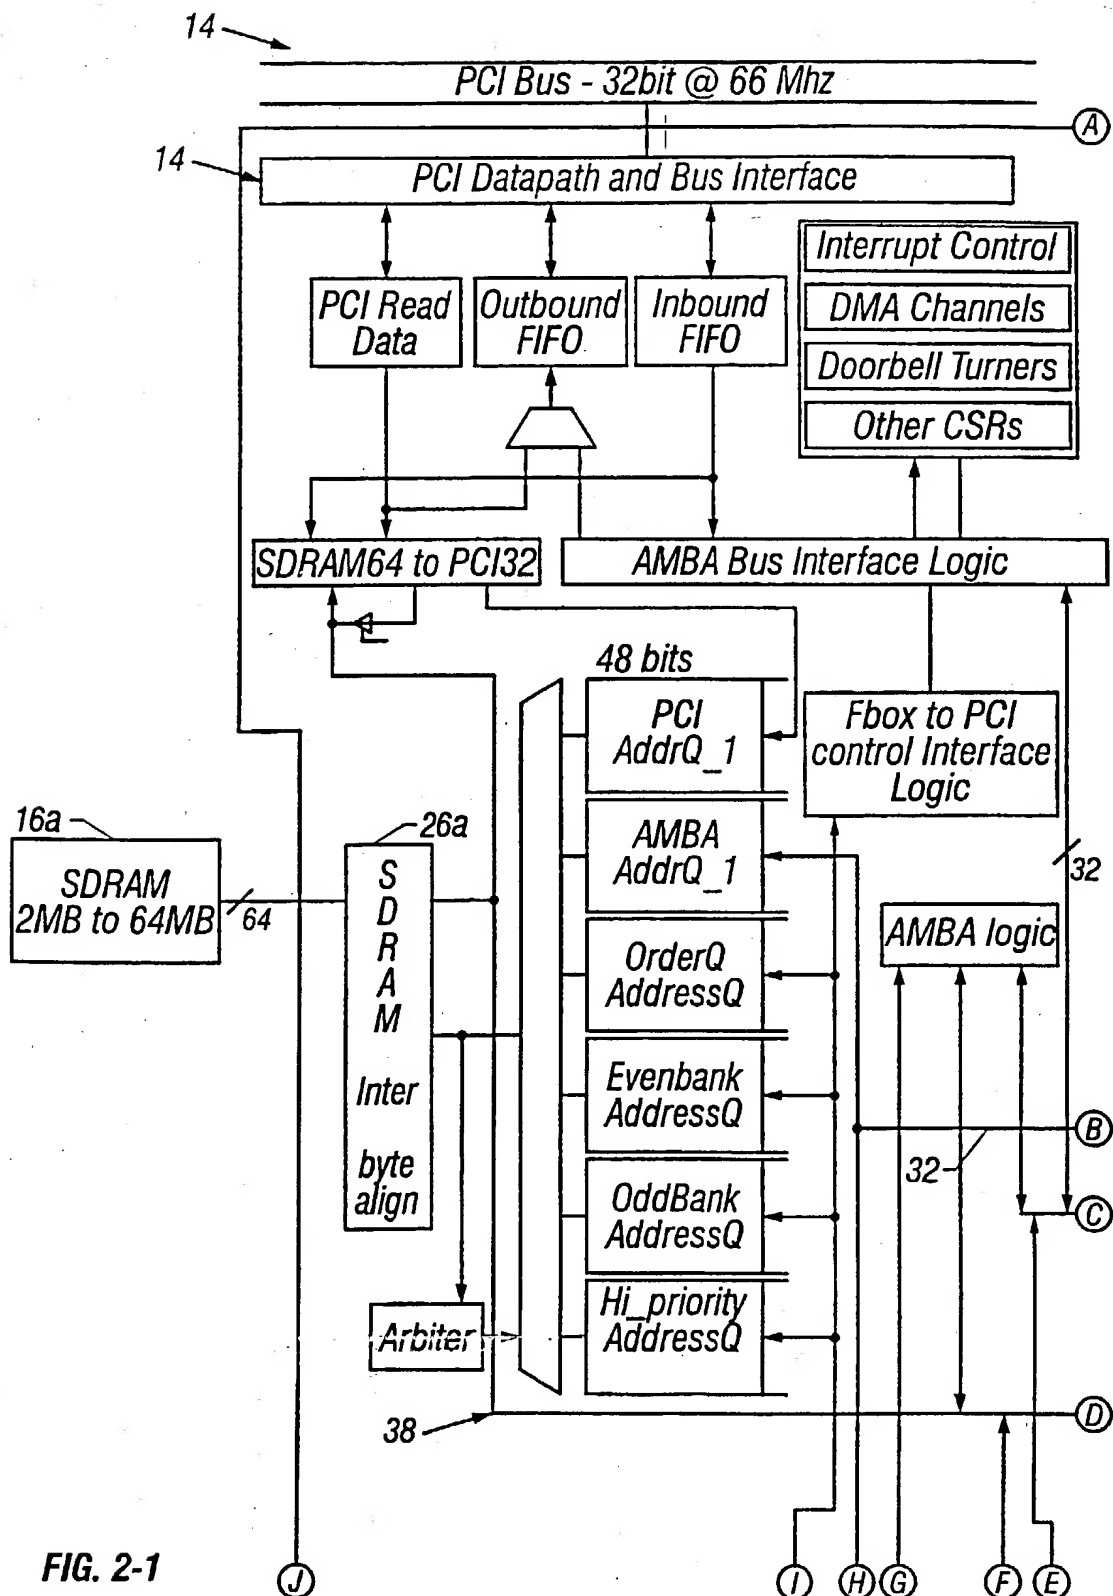 14
PCI Bus - 32bit @ 66 Mhz
A
14
PCI Datapath and Bus Interface
Interrupt Control
DMA Channels
Doorbell Turners
Other CSRs
PCI Read
Data
Outbound
FIFO
Inbound
FIFO
SDRAM64 to PCI32
AMBA Bus Interface Logic
48 bits
PCI
AddrQ_1
Fbox to PCI
control Interface
Logic
16a
SDRAM
2MB to 64MB
64
26a
S
D
R
A
M
Inter
byte
align
AMBA
AddrQ_1
32
AMBA logic
OrderQ
AddressQ
Evenbank
AddressQ
B
32
OddBank
AddressQ
C
Hi_priority
AddressQ
Arbiter
38
D
FIG. 2-1
J
I
H
G
F
E